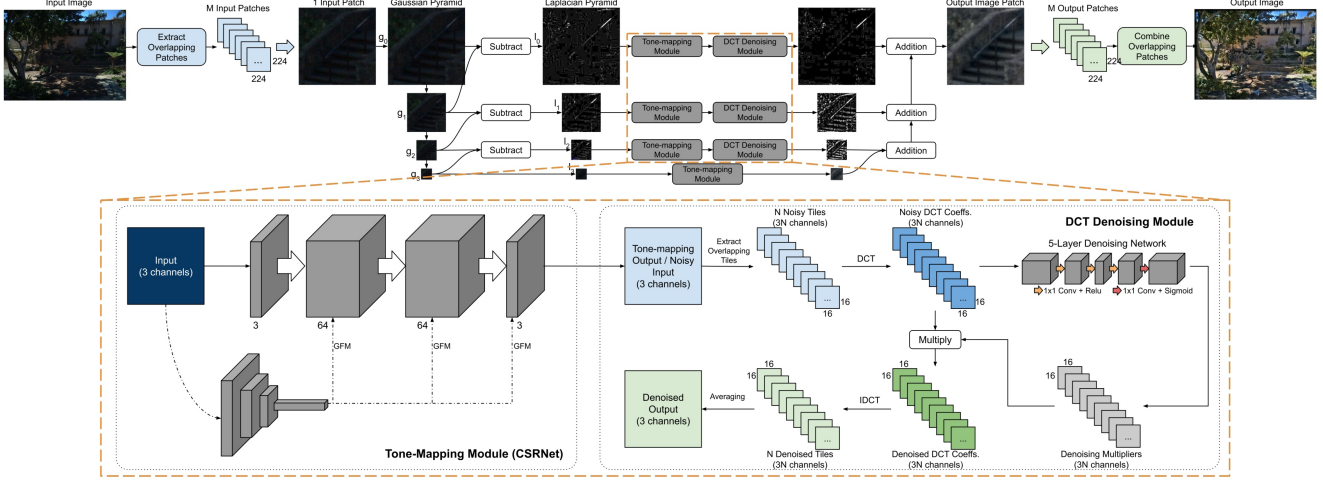 Input Image
M Input Patches
1 Input Patch
Gaussian Pyramid
Laplacian Pyramid
Output Image Patch
M Output Patches
Output Image
Extract
Overlapping
Patches
...
224
224
g0
Subtract
l0
Tone-mapping
Module
DCT Denoising
Module
Addition
...
224
224
Combine
Overlapping
Patches
g1
Subtract
l1
Tone-mapping
Module
DCT Denoising
Module
Addition
g2
Subtract
l2
Tone-mapping
Module
DCT Denoising
Module
Addition
g3
l3
Tone-mapping
Module
Input
(3 channels)
3
64
64
3
GFM
GFM
GFM
Tone-Mapping Module (CSRNet)
DCT Denoising Module
Tone-mapping
Output / Noisy
Input
(3 channels)
Extract
Overlapping
Tiles
N Noisy Tiles
(3N channels)
...
16
16
DCT
Noisy DCT Coeffs.
(3N channels)
...
16
16
5-Layer Denoising Network
1x1 Conv + Relu
1x1 Conv + Sigmoid
Multiply
Denoised
Output
(3 channels)
Averaging
16
16
...
N Denoised Tiles
(3N channels)
IDCT
16
16
...
Denoised DCT Coeffs.
(3N channels)
16
16
...
Denoising Multipliers
(3N channels)